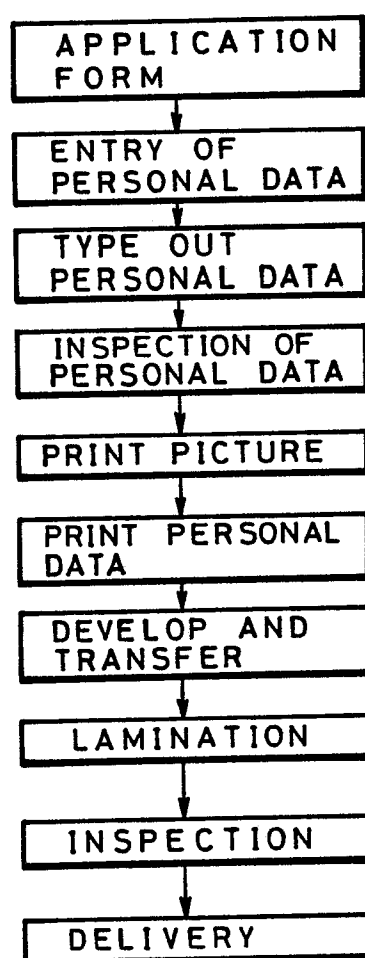 APPLICATION
FORM
ENTRY OF
PERSONAL DATA
TYPE OUT
PERSONAL DATA
INSPECTION OF
PERSONAL DATA
PRINT PICTURE
PRINT PERSONAL
DATA
DEVELOP AND
TRANSFER
LAMINATION
INSPECTION
DELIVERY